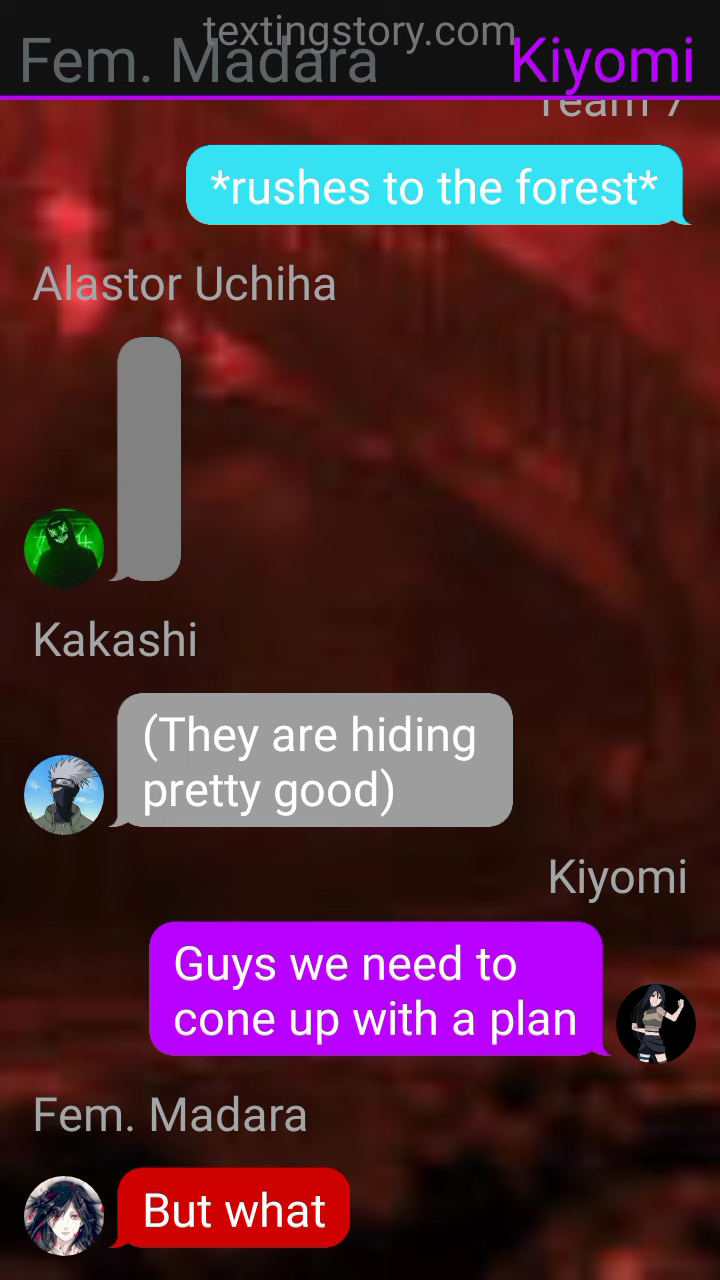 textingstory.com
Fem. Madara
Kiyomi
Team 7
*rushes to the forest*
Alastor Uchiha
Kakashi
(They are hiding
pretty good)
Kiyomi
Guys we need to
cone up with a plan
Fem. Madara
But what